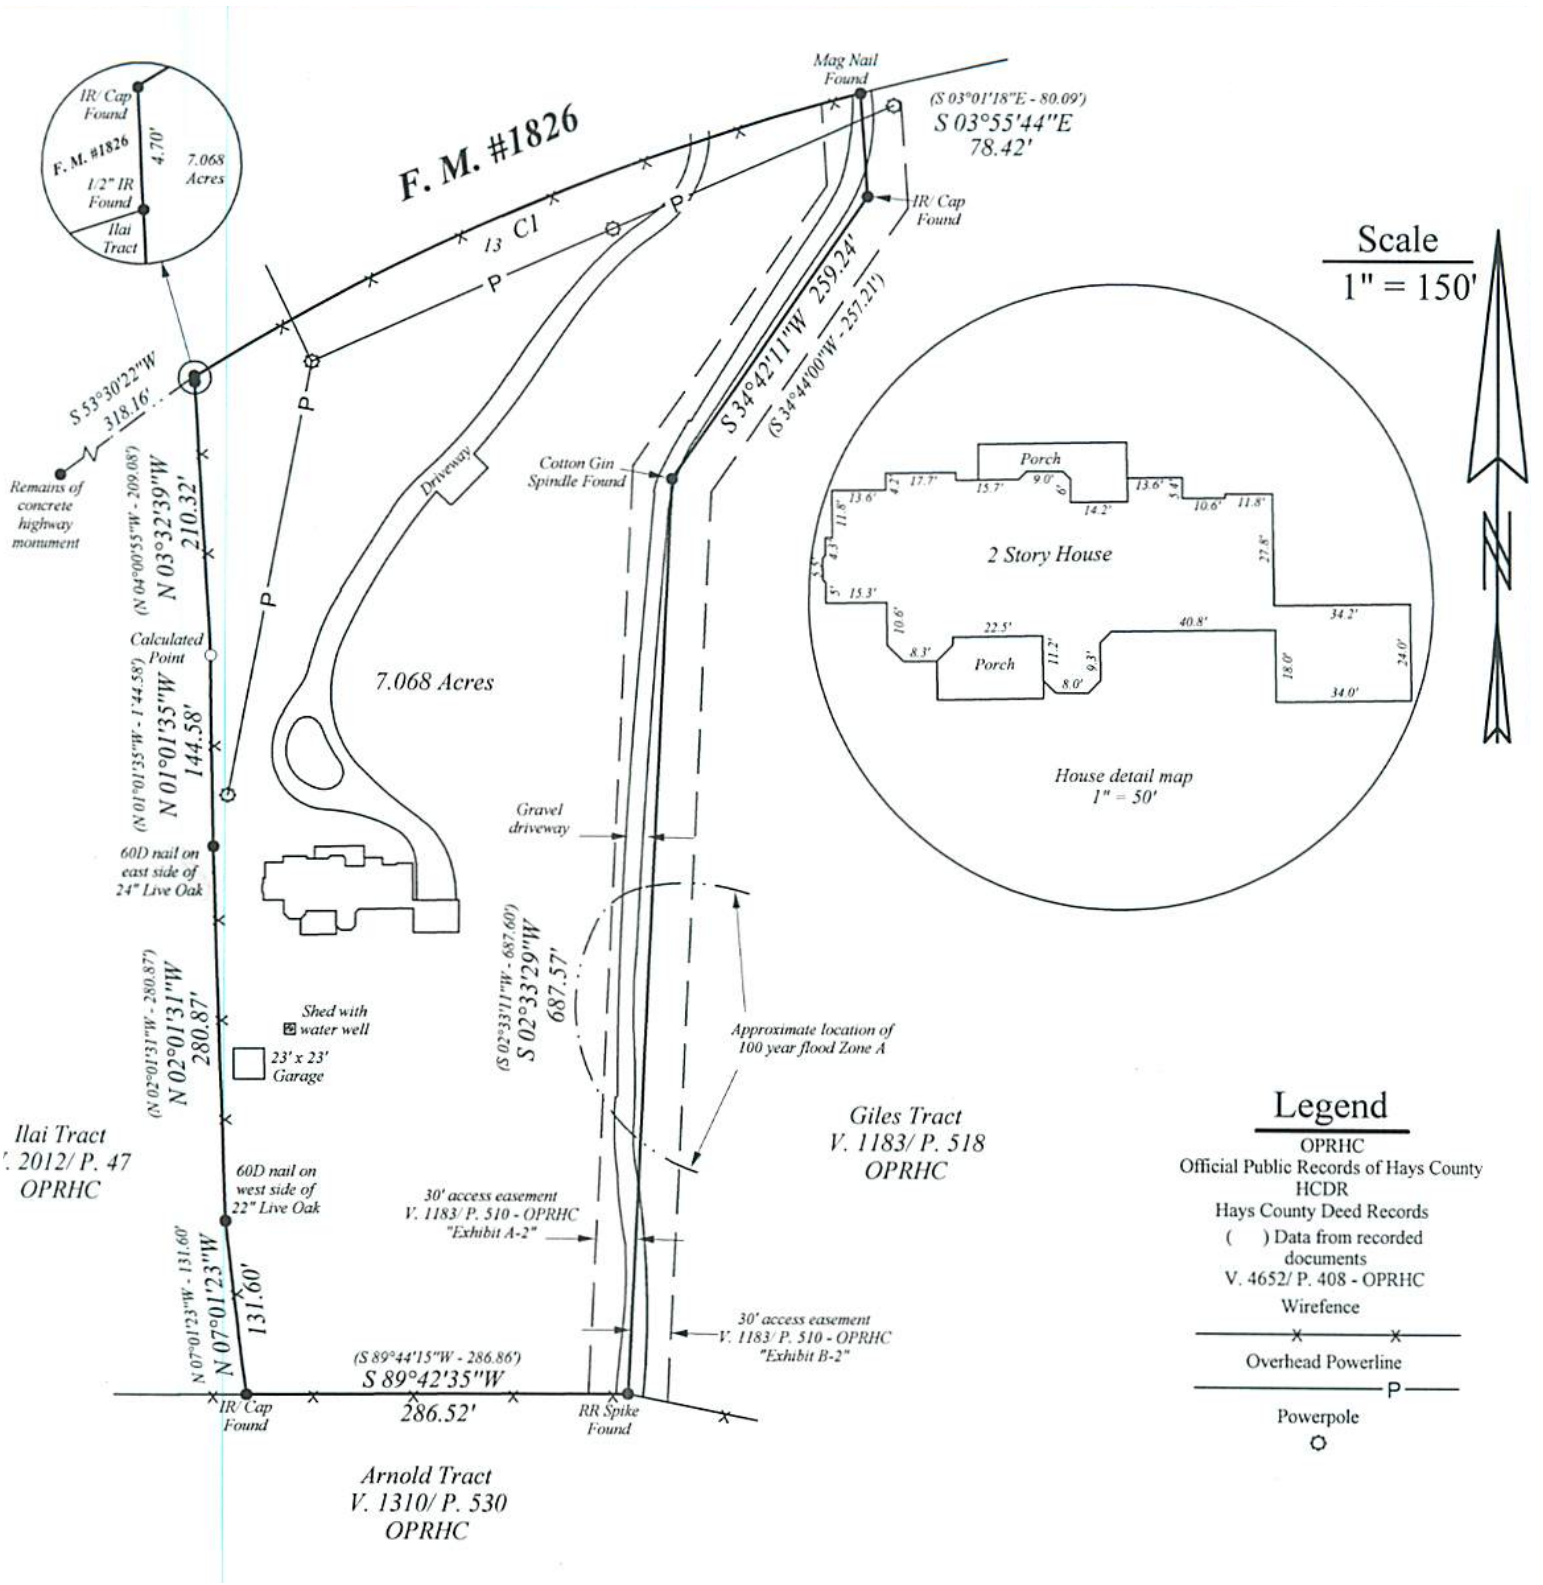 Mag Nail
Found
(S 03°01'18"E - 80.09')
S 03°55'44"E
78.42'
IR/ Cap
Found
F. M. #1826
4.70'
7.068
Acres
1/2" IR
Found
Ilai
Tract
F. M. #1826
C1
P
P
IR/ Cap
Found
S 34°42'11"W 259.24'
(S 34°44'00"W - 257.21')
Scale
1" = 150'
S 53°30'22"W
318.16'
N
Remains of
concrete
highway
monument
(N 04°00'55"W - 209.08')
N 03°32'39"W
210.32'
P
P
Driveway
Cotton Gin
Spindle Found
Calculated
Point
(N 01°01'35"W - 144.58')
N 01°01'35"W
144.58'
7.068 Acres
Porch
13.6'
4.2'
17.7'
15.7'
9.0'
6'
14.2'
13.6'
5.4'
10.6'
11.8'
11.8'
4.3'
5.5'
5'
15.3'
2 Story House
27.8'
10.6'
8.3'
22.5'
Porch
11.2'
8.0'
9.3'
40.8'
34.2'
18.0'
24.0'
34.0'
House detail map
1" = 50'
N
60D nail on
east side of
24" Live Oak
Gravel
driveway
(N 02°01'31"W - 280.87')
N 02°01'31"W
280.87'
Shed with
water well
23' x 23'
Garage
(S 02°33'11"W - 687.60')
S 02°33'29"W
687.57'
Approximate location of
100 year flood Zone A
Ilai Tract
. 2012/ P. 47
OPRHC
60D nail on
west side of
22" Live Oak
Giles Tract
V. 1183/ P. 518
OPRHC
30' access easement
V. 1183/ P. 510 - OPRHC
"Exhibit A-2"
N 07°01'23"W - 131.60'
N 07°01'23"W
131.60'
30' access easement
V. 1183/ P. 510 - OPRHC
"Exhibit B-2"
(S 89°44'15"W - 286.86')
S 89°42'35"W
286.52'
IR/ Cap
Found
RR Spike
Found
Arnold Tract
V. 1310/ P. 530
OPRHC
Legend
OPRHC
Official Public Records of Hays County
HCDR
Hays County Deed Records
( ) Data from recorded
documents
V. 4652/ P. 408 - OPRHC
Wirefence
Overhead Powerline
P
Powerpole